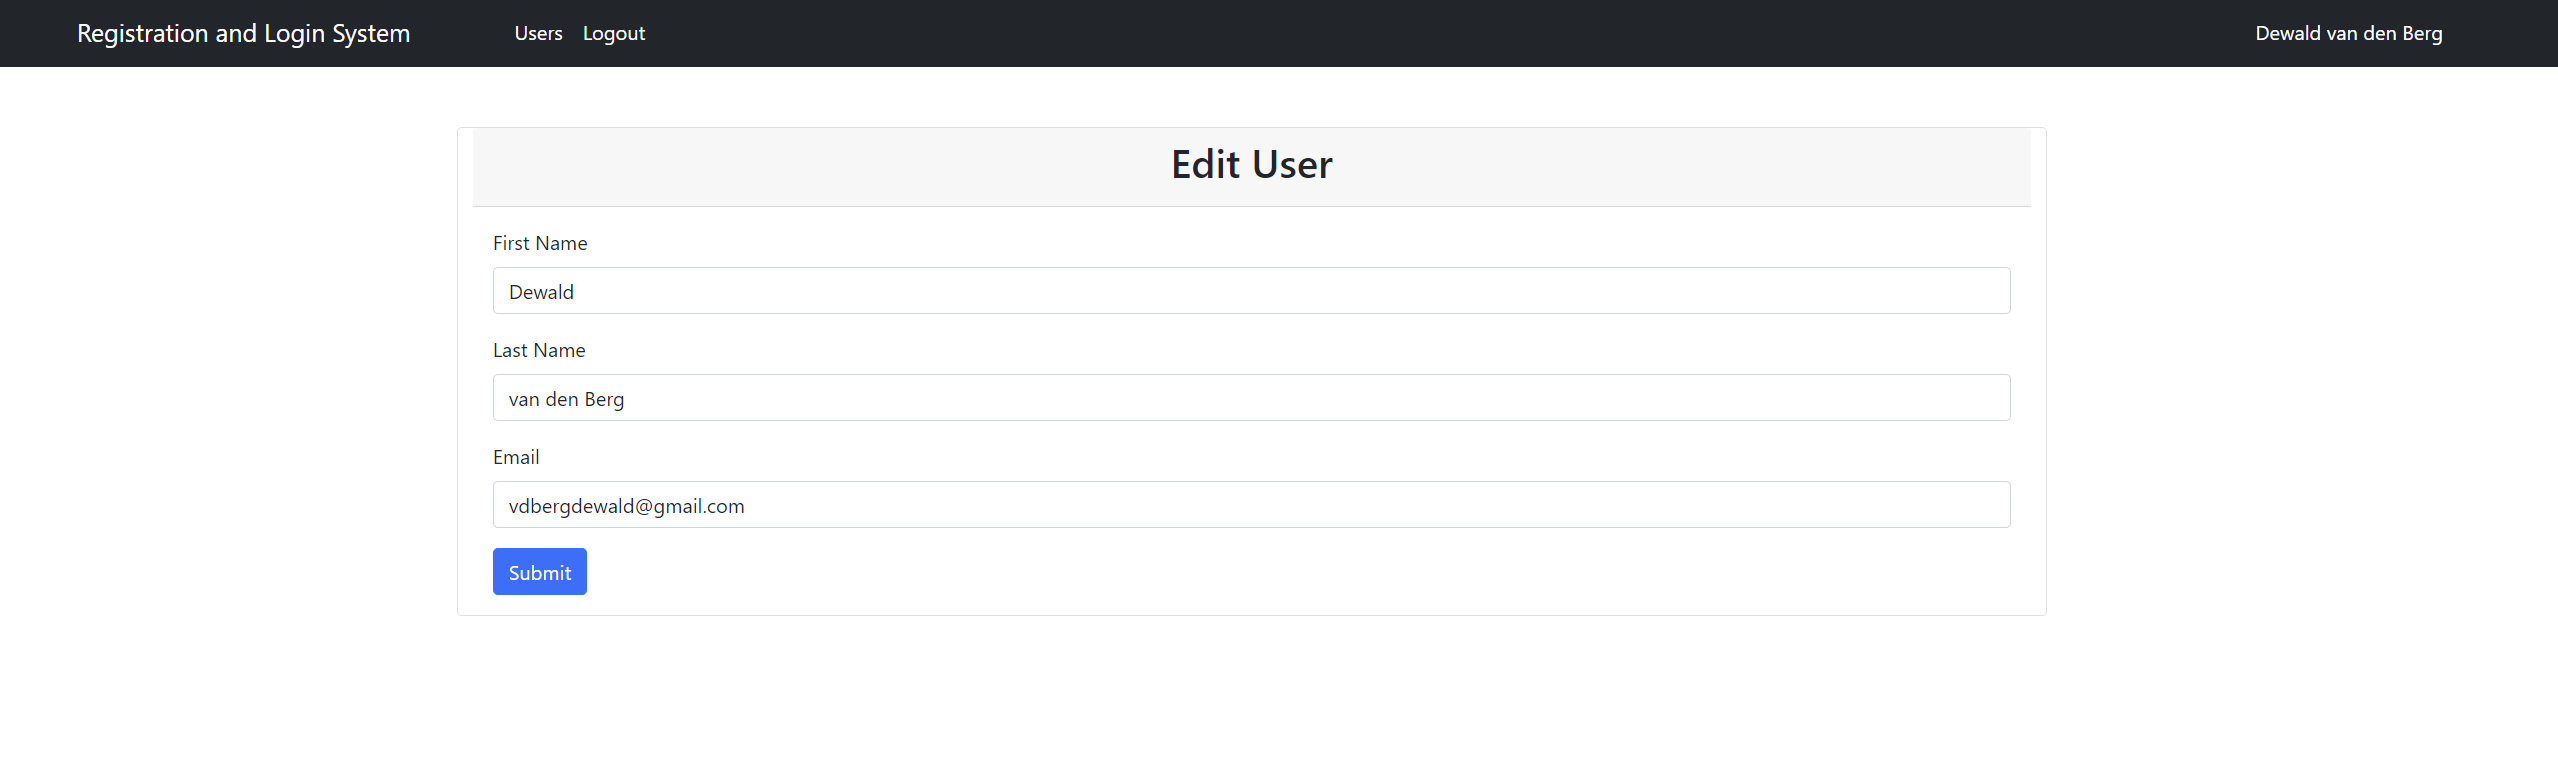 Registration and Login System Users Logout Dewald van den Berg
Edit User
First Name
Dewald
Last Name
van den Berg
Email
vdbergdewald@gmail.com
Submit